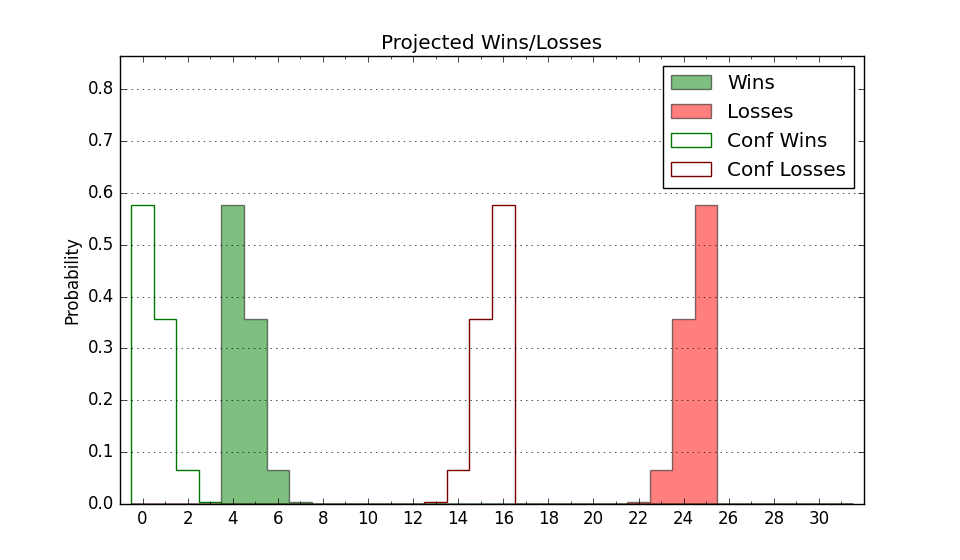 Projected Wins/Losses
Wins
Losses
Conf Wins
Conf Losses
Probability
0.8
0.7
0.6
0.5
0.4
0.3
0.2
0.1
0.0
0 2 4 6 8 10 12 14 16 18 20 22 24 26 28 30